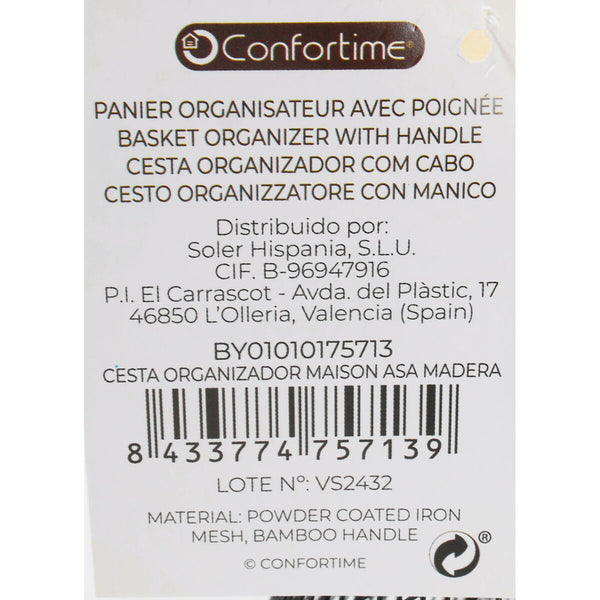 Confortime®
PANIER ORGANISATEUR AVEC POIGNÉE
BASKET ORGANIZER WITH HANDLE
CESTA ORGANIZADOR COM CABO
CESTO ORGANIZZATORE CON MANICO
Distribuido por:
Soler Hispania, S.L.U.
CIF. B-96947916
P.I. El Carrascot - Avda. del Plàstic, 17
46850 L'Olleria, Valencia (Spain)
BY01010175713
CESTA ORGANIZADOR MAISON ASA MADERA
8 433774 757139
LOTE Nº: VS2432
MATERIAL: POWDER COATED IRON
MESH, BAMBOO HANDLE
®
© CONFORTIME